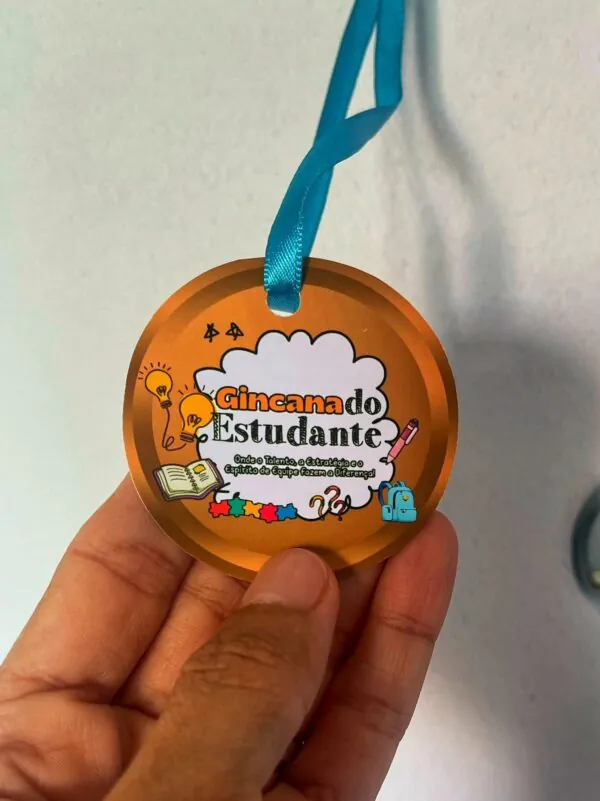 Gincana do
Estudante
Onde o Talento, a Estratégia e o
Espírito de Equipe Fazem a Diferença!